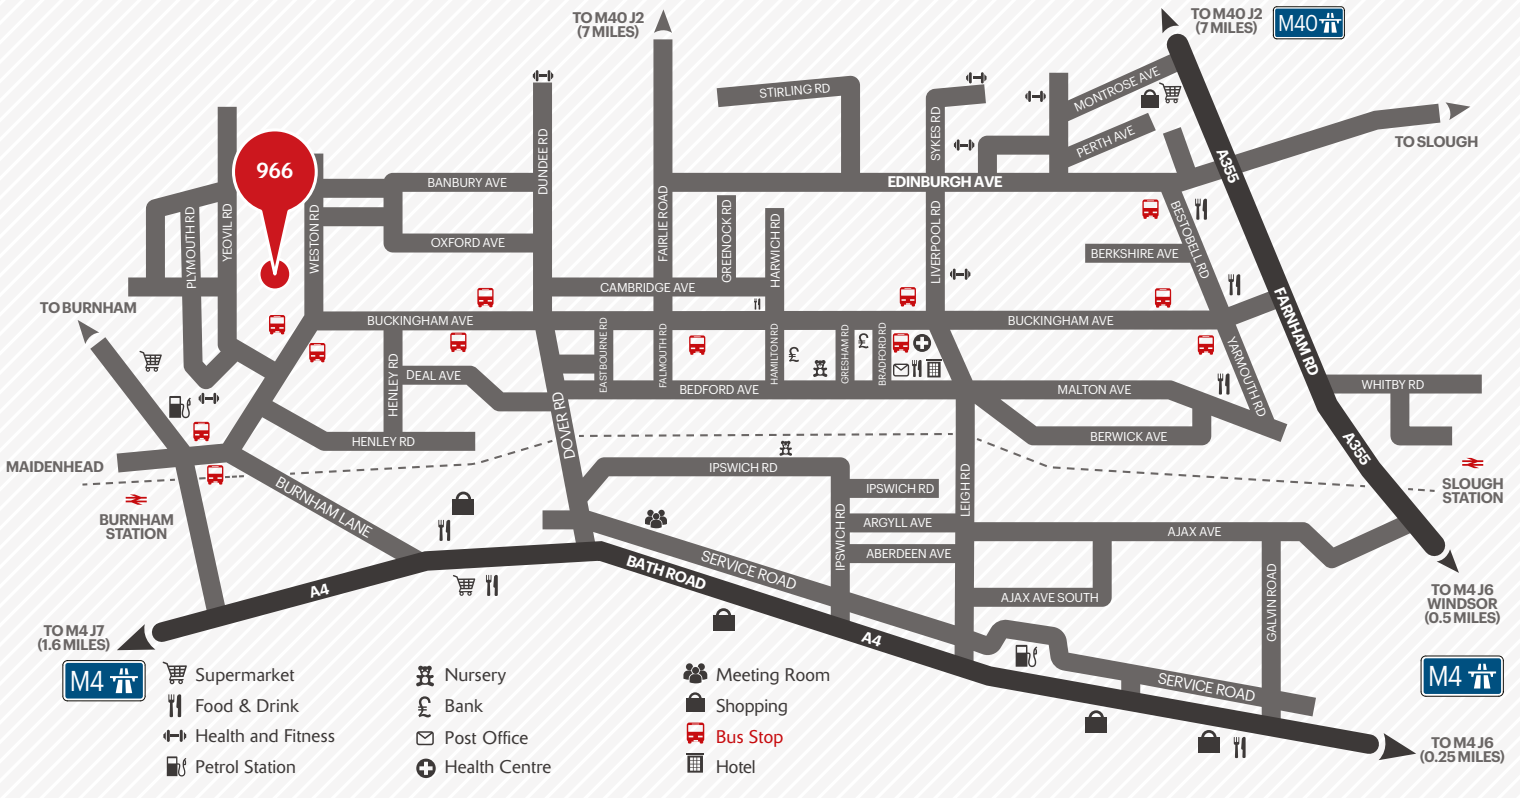 TO M40 J2
(7 MILES)
TO M40 J2
(7 MILES)
M40
STIRLING RD
MONTROSE AVE
SYKES RD
PERTH AVE
TO SLOUGH
A355
966
DUNDEE RD
BANBURY AVE
EDINBURGH AVE
PLYMOUTH RD
YEOVIL RD
WESTON RD
OXFORD AVE
FAIRLIE ROAD
GREENOCK RD
HARWICH RD
LIVERPOOL RD
BESTOBELL RD
BERKSHIRE AVE
CAMBRIDGE AVE
TO BURNHAM
BUCKINGHAM AVE
BUCKINGHAM AVE
FARNHAM RD
HENLEY RD
DEAL AVE
EASTBOURNE RD
FALMOUTH RD
HAMILTON RD
GRESHAM RD
BRADFORD RD
YARMOUTH RD
BEDFORD AVE
MALTON AVE
WHITBY RD
DOVER RD
HENLEY RD
BERWICK AVE
A355
MAIDENHEAD
IPSWICH RD
IPSWICH RD
LEIGH RD
SLOUGH
STATION
BURNHAM
STATION
BURNHAM LANE
IPSWICH RD
ARGYLL AVE
AJAX AVE
ABERDEEN AVE
SERVICE ROAD
BATH ROAD
A4
AJAX AVE SOUTH
GALVIN ROAD
TO M4 J6
WINDSOR
(0.5 MILES)
TO M4 J7
(1.6 MILES)
M4
A4
SERVICE ROAD
M4
TO M4 J6
(0.25 MILES)
Supermarket
Food & Drink
Health and Fitness
Petrol Station
Nursery
Bank
Post Office
Health Centre
Meeting Room
Shopping
Bus Stop
Hotel